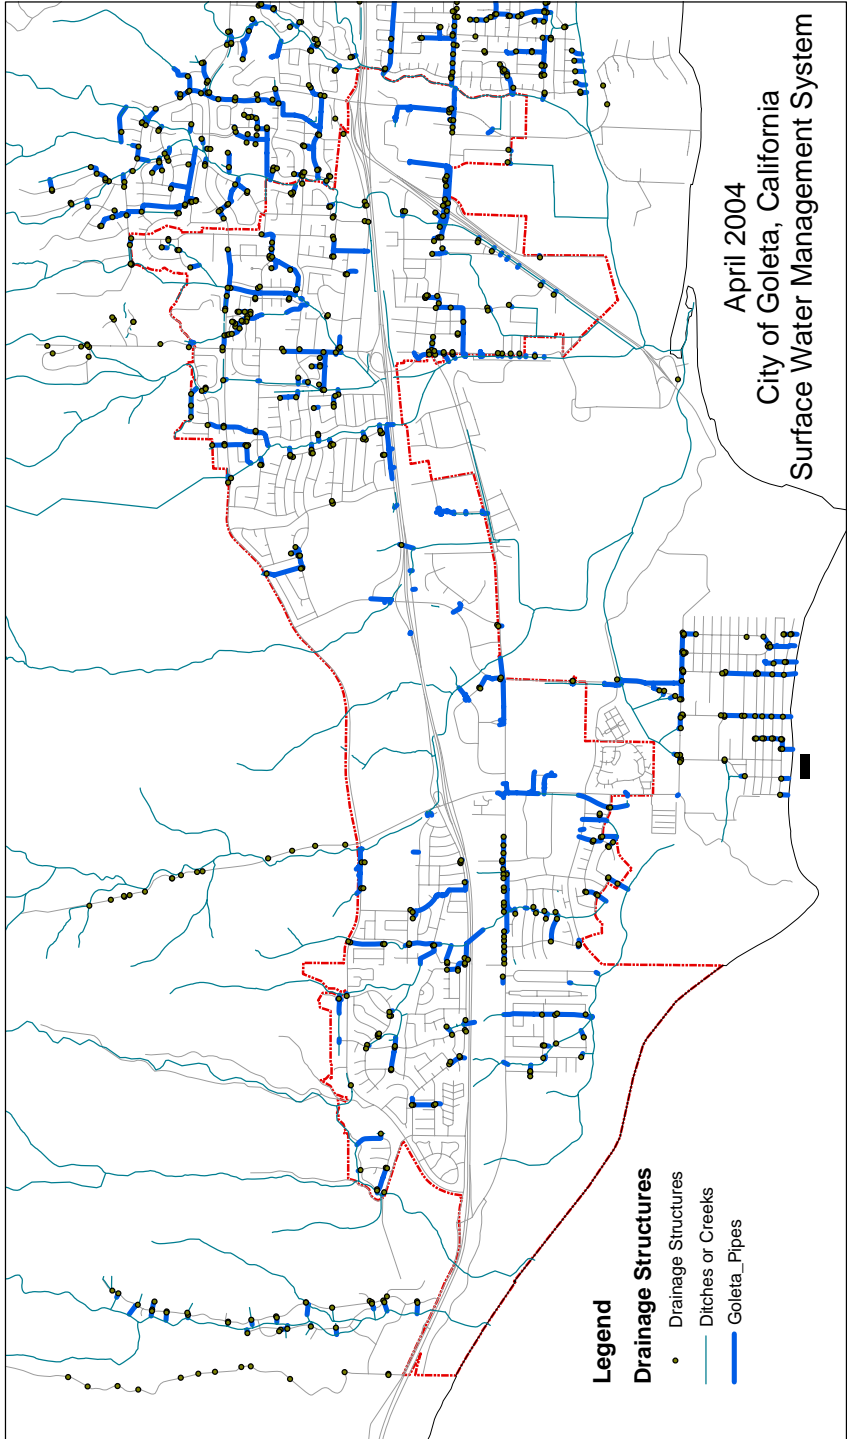 April 2004
City of Goleta, California
Surface Water Management System
Legend
Drainage Structures
Drainage Structures
Ditches or Creeks
Goleta_Pipes